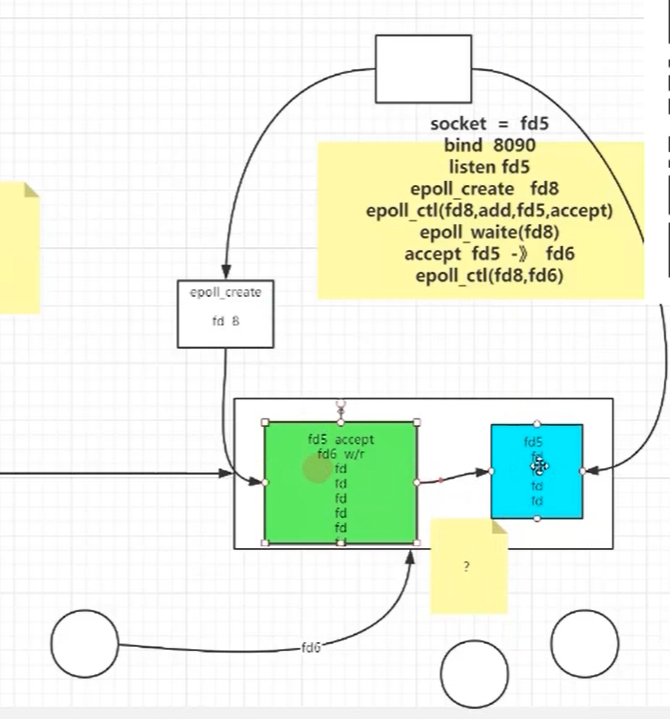 socket = fd5
bind 8090
listen fd5
epoll_create fd8
epoll_ctl(fd8,add,fd5,accept)
epoll_waite(fd8)
accept fd5 -》 fd6
epoll_ctl(fd8,fd6)
epoll_create
fd 8
fd5 accept
fd6 w/r
fd
fd
fd
fd
fd
fd5
fd
fd
?
fd6